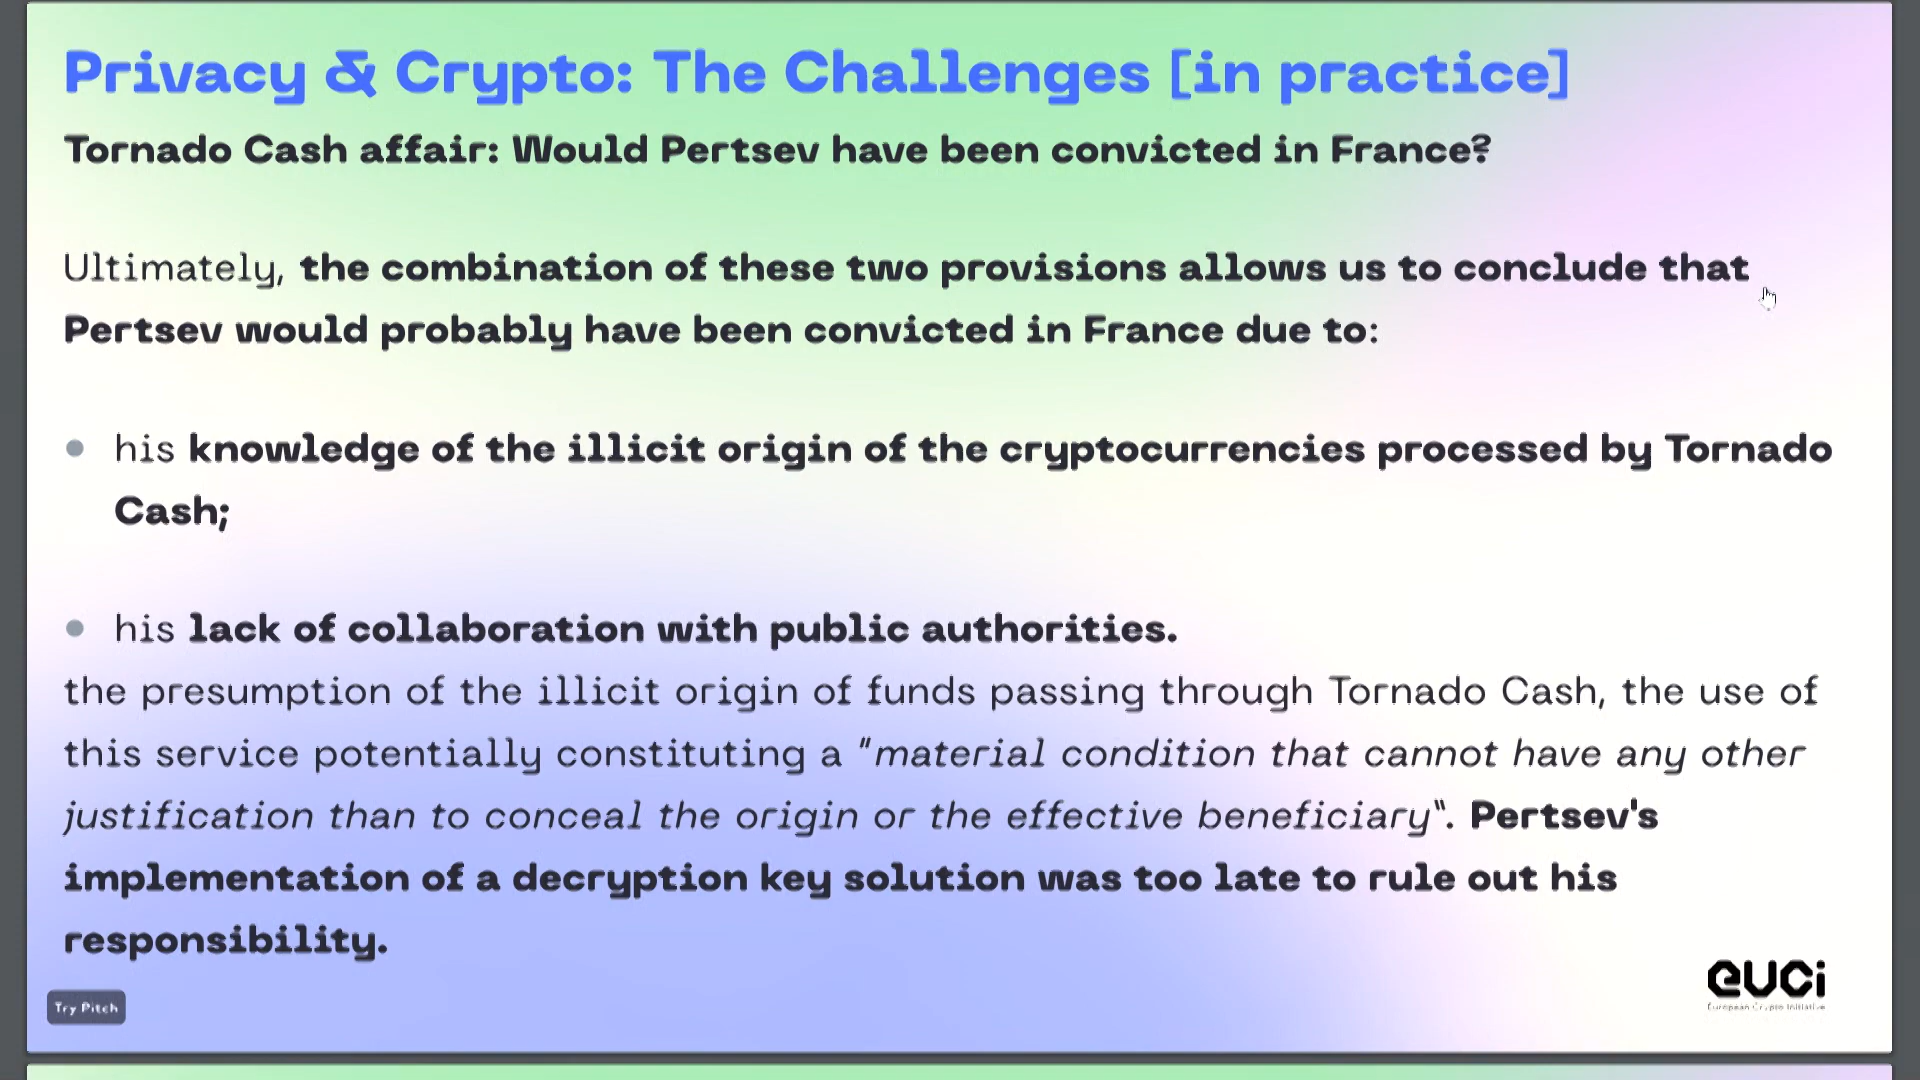 Privacy & Crypto: The Challenges [in practice]
Tornado Cash affair: Would Pertsev have been convicted in France?
Ultimately, the combination of these two provisions allows us to conclude that
Pertsev would probably have been convicted in France due to:
• his knowledge of the illicit origin of the cryptocurrencies processed by Tornado
Cash;
• his lack of collaboration with public authorities.
the presumption of the illicit origin of funds passing through Tornado Cash, the use of
this service potentially constituting a "material condition that cannot have any other
justification than to conceal the origin or the effective beneficiary". Pertsev's
implementation of a decryption key solution was too late to rule out his
responsibility.
euci
European Crypto Initiative
Try Pitch